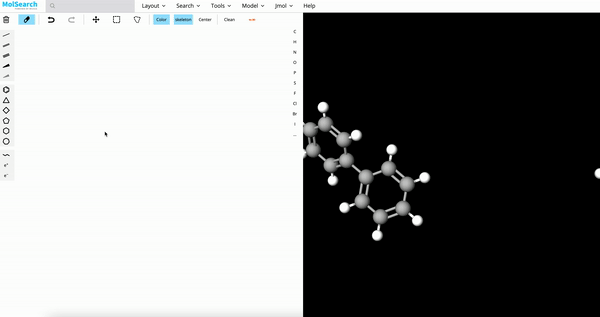 MolSearch
Layout Search Tools Model Jmol Help
Color skeleton Center Clean
C
H
N
O
P
S
F
Cl
Br
I
...